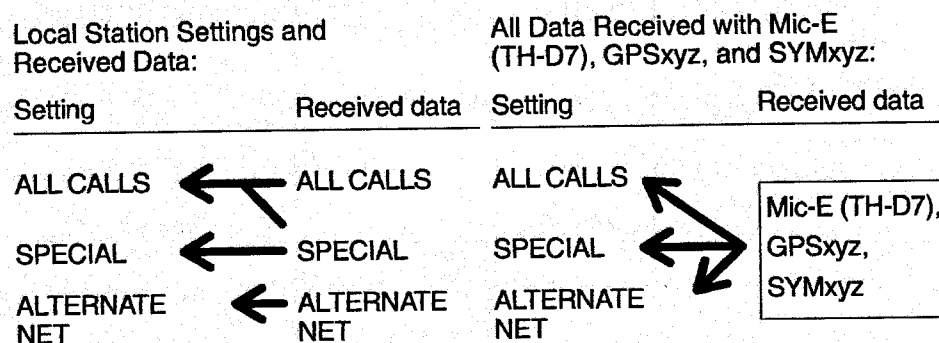 Local Station Settings and
Received Data:
Setting Received data
ALL CALLS ALL CALLS
SPECIAL SPECIAL
ALTERNATE ALTERNATE
NET NET
All Data Received with Mic-E
(TH-D7), GPSxyz, and SYMxyz:
Setting Received data
ALL CALLS
SPECIAL
ALTERNATE
NET
Mic-E (TH-D7),
GPSxyz,
SYMxyz